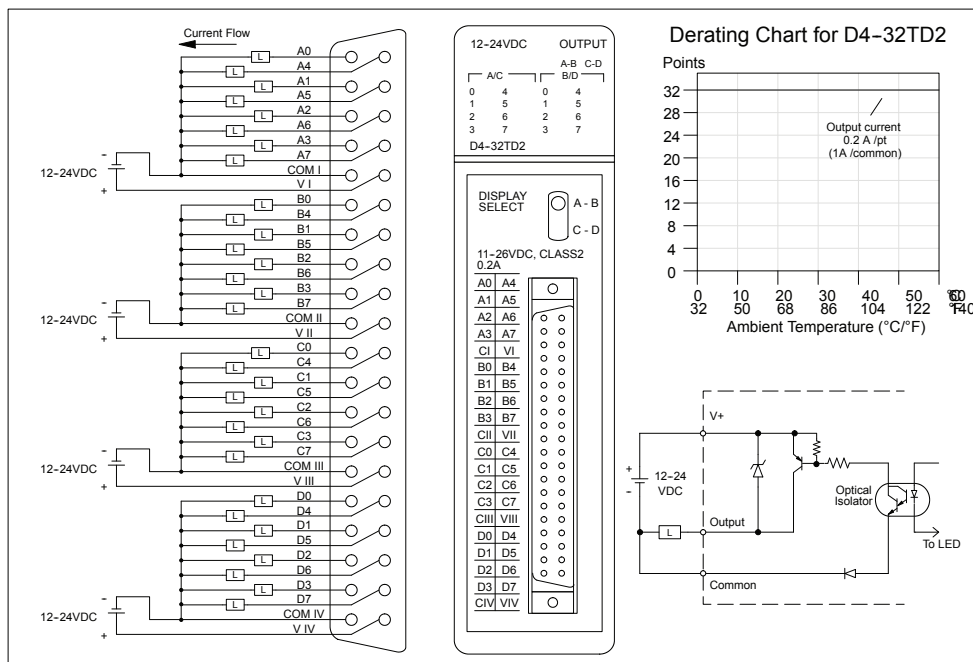 Current Flow
L A0
L A4
L A1
L A5
L A2
L A6
L A3
L A7
-
12-24VDC
COM I
+
V I
L B0
L B4
L B1
L B5
L B2
L B6
L B3
L B7
-
12-24VDC
COM II
+
V II
L C0
L C4
L C1
L C5
L C2
L C6
L C3
L C7
-
12-24VDC
COM III
+
V III
L D0
L D4
L D1
L D5
L D2
L D6
L D3
L D7
-
12-24VDC
COM IV
+
V IV
12-24VDC OUTPUT
A-B C-D
A/C B/D
0 4 0 4
1 5 1 5
2 6 2 6
3 7 3 7
D4-32TD2
DISPLAY
SELECT
A - B
C - D
11-26VDC, CLASS2
0.2A
A0 A4
A1 A5
A2 A6
A3 A7
CI VI
B0 B4
B1 B5
B2 B6
B3 B7
CII VII
C0 C4
C1 C5
C2 C6
C3 C7
CIII VIII
D0 D4
D1 D5
D2 D6
D3 D7
CIV VIV
Derating Chart for D4-32TD2
Points
32
28
24
20
16
12
8
4
0
Output current
0.2 A /pt
(1A /common)
0 10 20 30 40 50 60 °C
32 50 68 86 104 122 140 °F
Ambient Temperature (°C/°F)
V+
+
12-24
VDC
-
Optical
Isolator
Output
L
To LED
Common